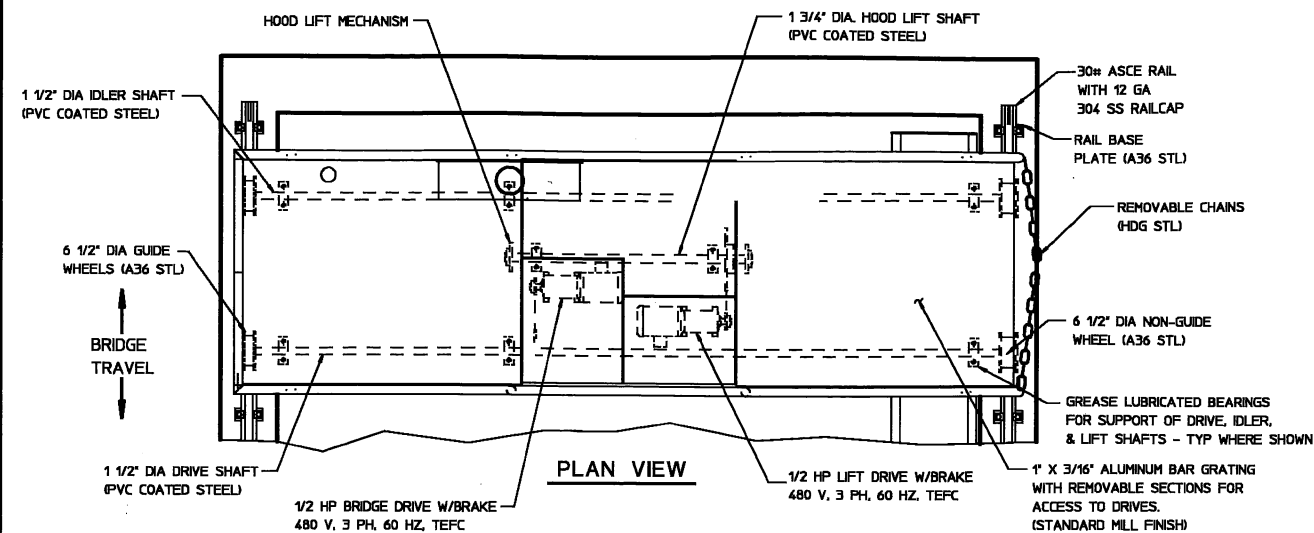 HOOD LIFT MECHANISM
1 3/4" DIA. HOOD LIFT SHAFT
(PVC COATED STEEL)
30# ASCE RAIL
WITH 12 GA
304 SS RAILCAP
1 1/2" DIA IDLER SHAFT
(PVC COATED STEEL)
RAIL BASE
PLATE (A36 STL)
REMOVABLE CHAINS
(HDG STL)
6 1/2" DIA GUIDE
WHEELS (A36 STL)
BRIDGE
TRAVEL
6 1/2" DIA NON-GUIDE
WHEEL (A36 STL)
GREASE LUBRICATED BEARINGS
FOR SUPPORT OF DRIVE, IDLER,
& LIFT SHAFTS - TYP WHERE SHOWN
1 1/2" DIA DRIVE SHAFT
(PVC COATED STEEL)
PLAN VIEW
1/2 HP BRIDGE DRIVE W/BRAKE
480 V, 3 PH, 60 HZ, TEFC
1/2 HP LIFT DRIVE W/BRAKE
480 V, 3 PH, 60 HZ, TEFC
1" X 3/16" ALUMINUM BAR GRATING
WITH REMOVABLE SECTIONS FOR
ACCESS TO DRIVES.
(STANDARD MILL FINISH)